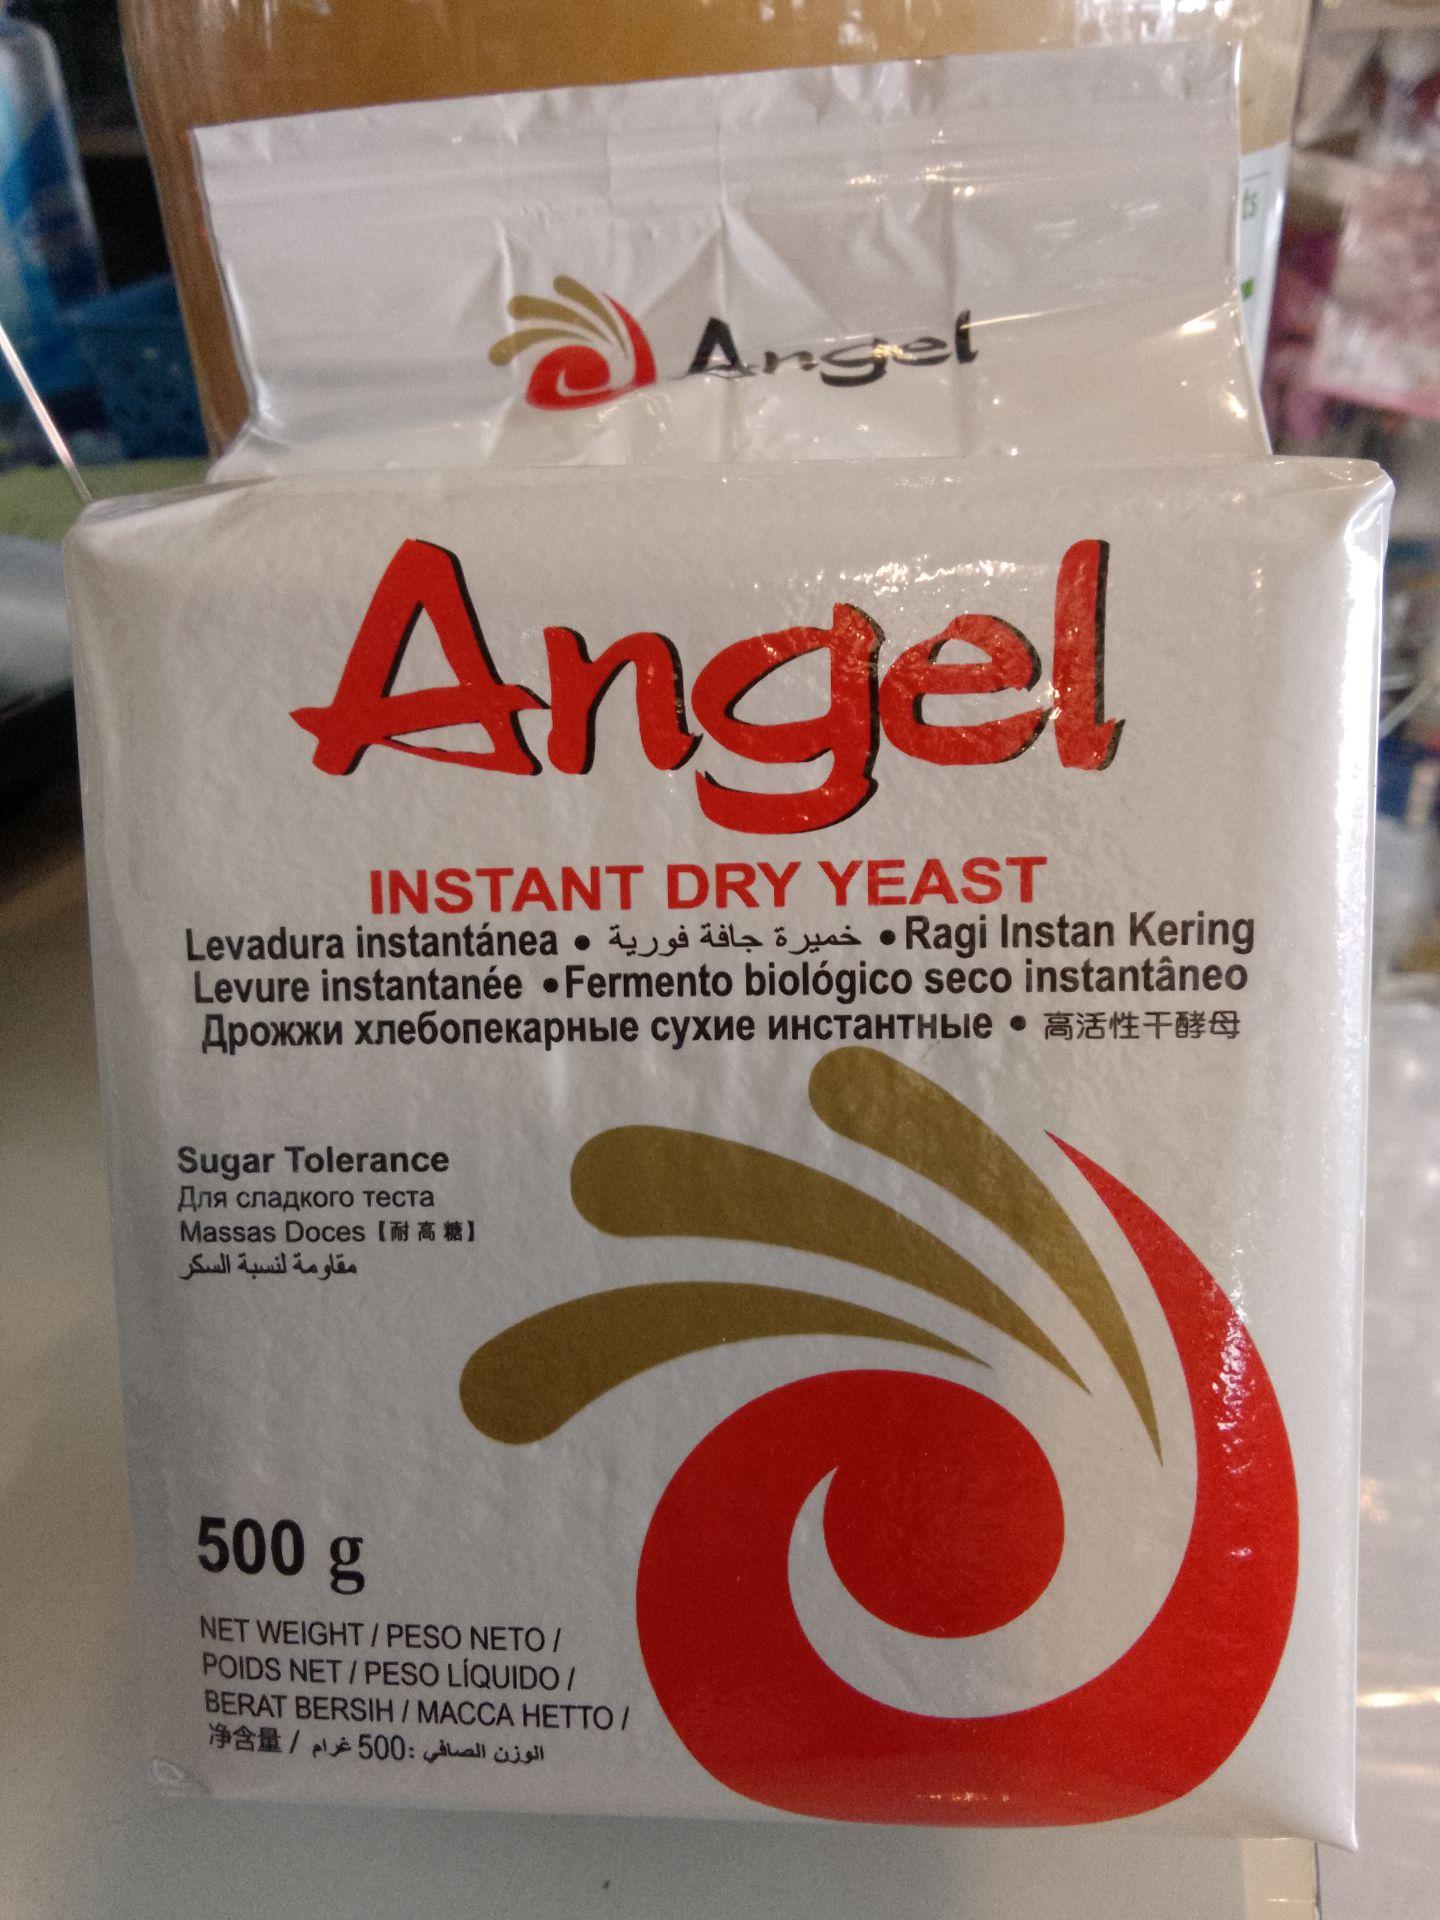 Angel
Angel
INSTANT DRY YEAST
Levadura instantánea • خميرة جافة فورية • Ragi Instan Kering
Levure instantanée • Fermento biológico seco instantâneo
Дрожжи хлебопекарные сухие инстантные • 高活性干酵母
Sugar Tolerance
Для сладкого теста
Massas Doces【耐高糖】
مقاومة لنسبة السكر
500 g
NET WEIGHT / PESO NETO /
POIDS NET / PESO LÍQUIDO /
BERAT BERSIH / МАССА НЕТТО /
净含量 / الوزن الصافي :500 غرام